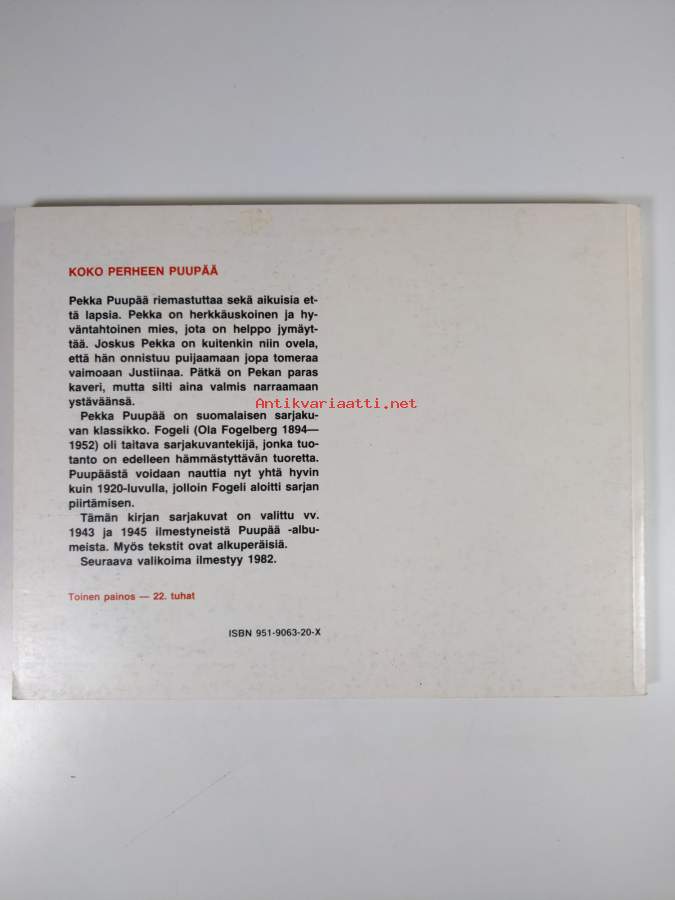 KOKO PERHEEN PUUPÄÄ
Pekka Puupää riemastuttaa sekä aikuisia et-
tä lapsia. Pekka on herkkäuskoinen ja hy-
väntahtoinen mies, jota on helppo jymäyt-
tää. Joskus Pekka on kuitenkin niin ovela,
että hän onnistuu puijaamaan jopa tomeraa
vaimoaan Justiinaa. Pätkä on Pekan paras
kaveri, mutta silti aina valmis narraamaan
ystäväänsä.
Antikvariaatti.net
Pekka Puupää on suomalaisen sarjaku-
van klassikko. Fogeli (Ola Fogelberg 1894—
1952) oli taitava sarjakuvantekijä, jonka tuo-
tanto on edelleen hämmästyttävän tuoretta.
Puupäästä voidaan nauttia nyt yhtä hyvin
kuin 1920-luvulla, jolloin Fogeli aloitti sarjan
piirtämisen.
Tämän kirjan sarjakuvat on valittu vv.
1943 ja 1945 ilmestyneistä Puupää -albu-
meista. Myös tekstit ovat alkuperäisiä.
Seuraava valikoima ilmestyy 1982.
Toinen painos — 22. tuhat
ISBN 951-9063-20-X